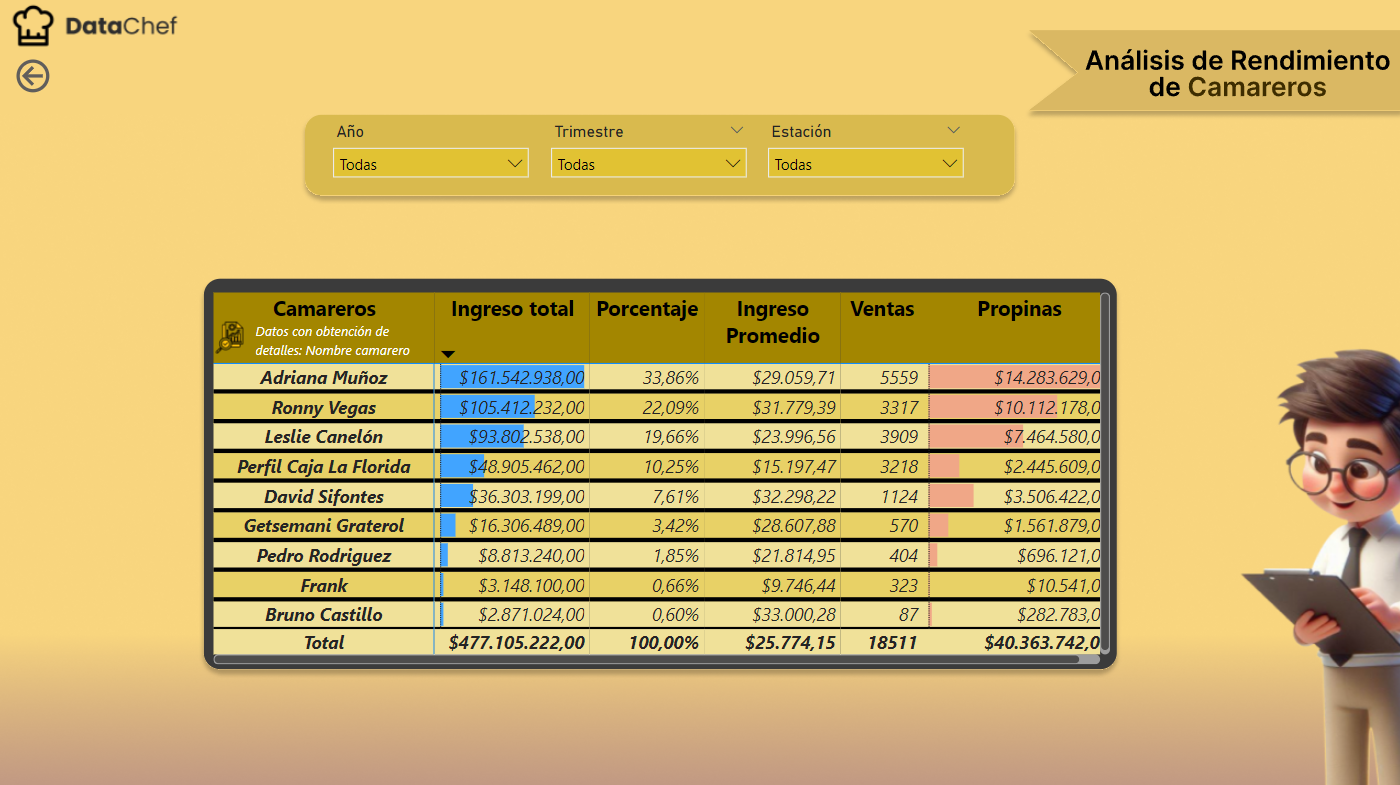 DataChef
Análisis de Rendimiento
de Camareros
Año Trimestre Estación
Todas Todas Todas
Camareros Ingreso total Porcentaje Ingreso Promedio Ventas Propinas
Datos con obtención de
detalles: Nombre camarero
Adriana Muñoz $161.542.938,00 33,86% $29.059,71 5559 $14.283.629,0
Ronny Vegas $105.412.232,00 22,09% $31.779,39 3317 $10.112.178,0
Leslie Canelón $93.802.538,00 19,66% $23.996,56 3909 $7.464.580,0
Perfil Caja La Florida $48.905.462,00 10,25% $15.197,47 3218 $2.445.609,0
David Sifontes $36.303.199,00 7,61% $32.298,22 1124 $3.506.422,0
Getsemani Graterol $16.306.489,00 3,42% $28.607,88 570 $1.561.879,0
Pedro Rodriguez $8.813.240,00 1,85% $21.814,95 404 $696.121,0
Frank $3.148.100,00 0,66% $9.746,44 323 $10.541,0
Bruno Castillo $2.871.024,00 0,60% $33.000,28 87 $282.783,0
Total $477.105.222,00 100,00% $25.774,15 18511 $40.363.742,0